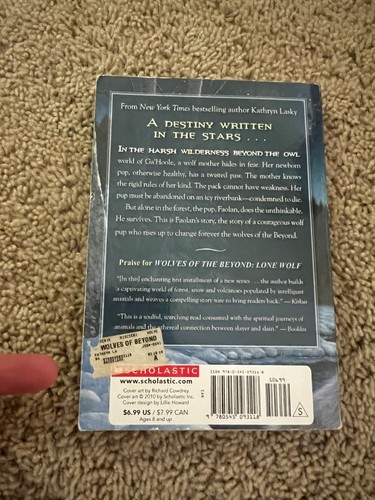 From New York Times bestselling author Kathryn Lasky
A DESTINY WRITTEN
IN THE STARS . . .
IN THE HARSH WILDERNESS BEYOND THE OWL
world of Ga'Hoole, a wolf mother hides in fear. Her newborn
pup, otherwise healthy, has a twisted paw. The mother knows
the rigid rules of her kind. The pack cannot have weakness. Her
pup must be abandoned on an icy riverbank—condemned to die.
But alone in the forest, the pup, Faolan, does the unthinkable.
He survives. This is Faolan's story, the story of a courageous wolf
pup who rises up to change forever the wolves of the Beyond.
Praise for WOLVES OF THE BEYOND: LONE WOLF
"[In this] enchanting first installment of a new series . . . the author builds
a captivating world of forest, snow and volcanoes populated by intelligent
animals and weaves a compelling story sure to bring readers back." — Kirkus
"This is a soulful, searching read consumed with the spiritual journeys of
animals and the ethereal connection between slayer and slain." — Booklist
WOLVES OF BEYOND
A
SCHOLASTIC
www.scholastic.com
Cover art by Richard Cowdrey
Cover art © 2010 by Scholastic Inc.
Cover design by Lillie Howard
$6.99 US / $7.99 CAN
Ages 8 and up
ISBN 978-0-545-09311-8
50699
9 780545 093118
S